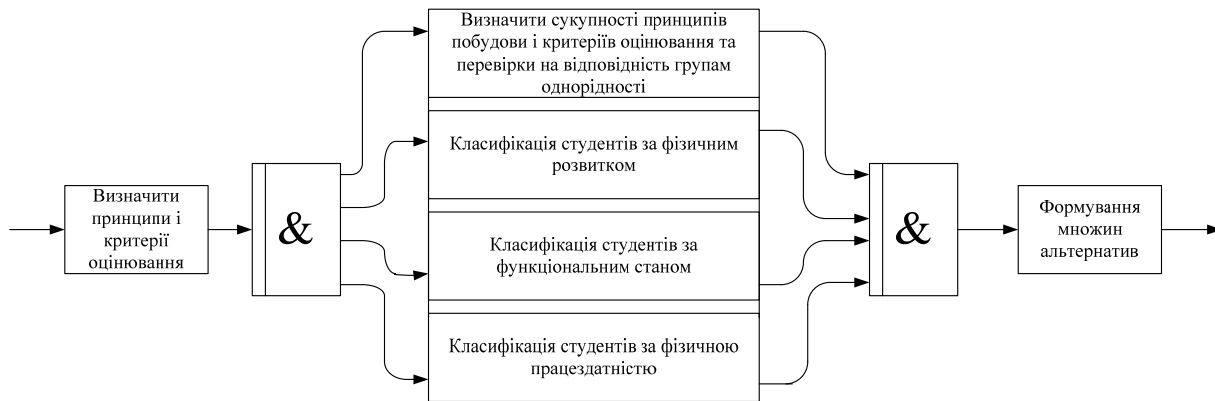 Визначити
принципи і
критерії
оцінювання
&
Визначити сукупності принципів
побудови і критеріїв оцінювання та
перевірки на відповідність групам
однорідності
Класифікація студентів за фізичним
розвитком
Класифікація студентів за
функціональним станом
Класифікація студентів за фізичною
працездатністю
&
Формування
множин
альтернатив